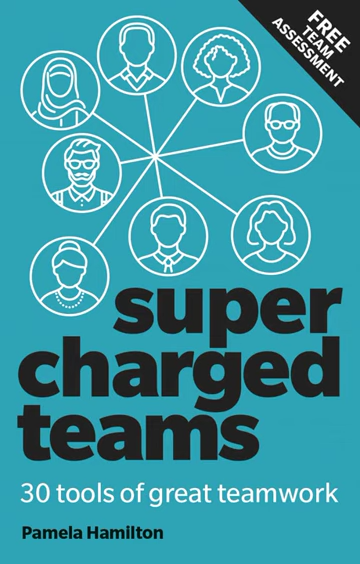 FREE
TEAM
ASSESSMENT
super
charged
teams
30 tools of great teamwork
Pamela Hamilton